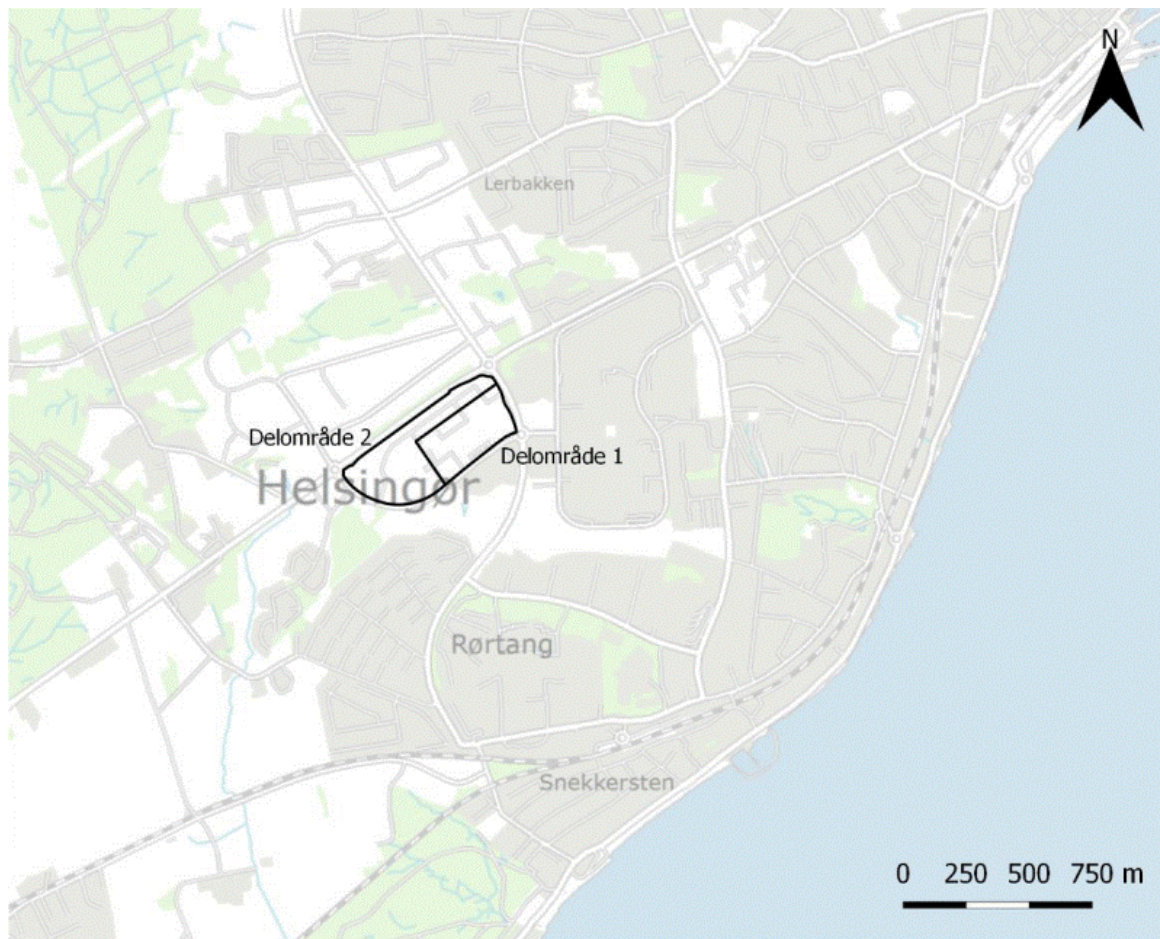 N
Lerbakken
Delområde 2
Delområde 1
Helsingør
Rørtang
Snekkersten
0 250 500 750 m